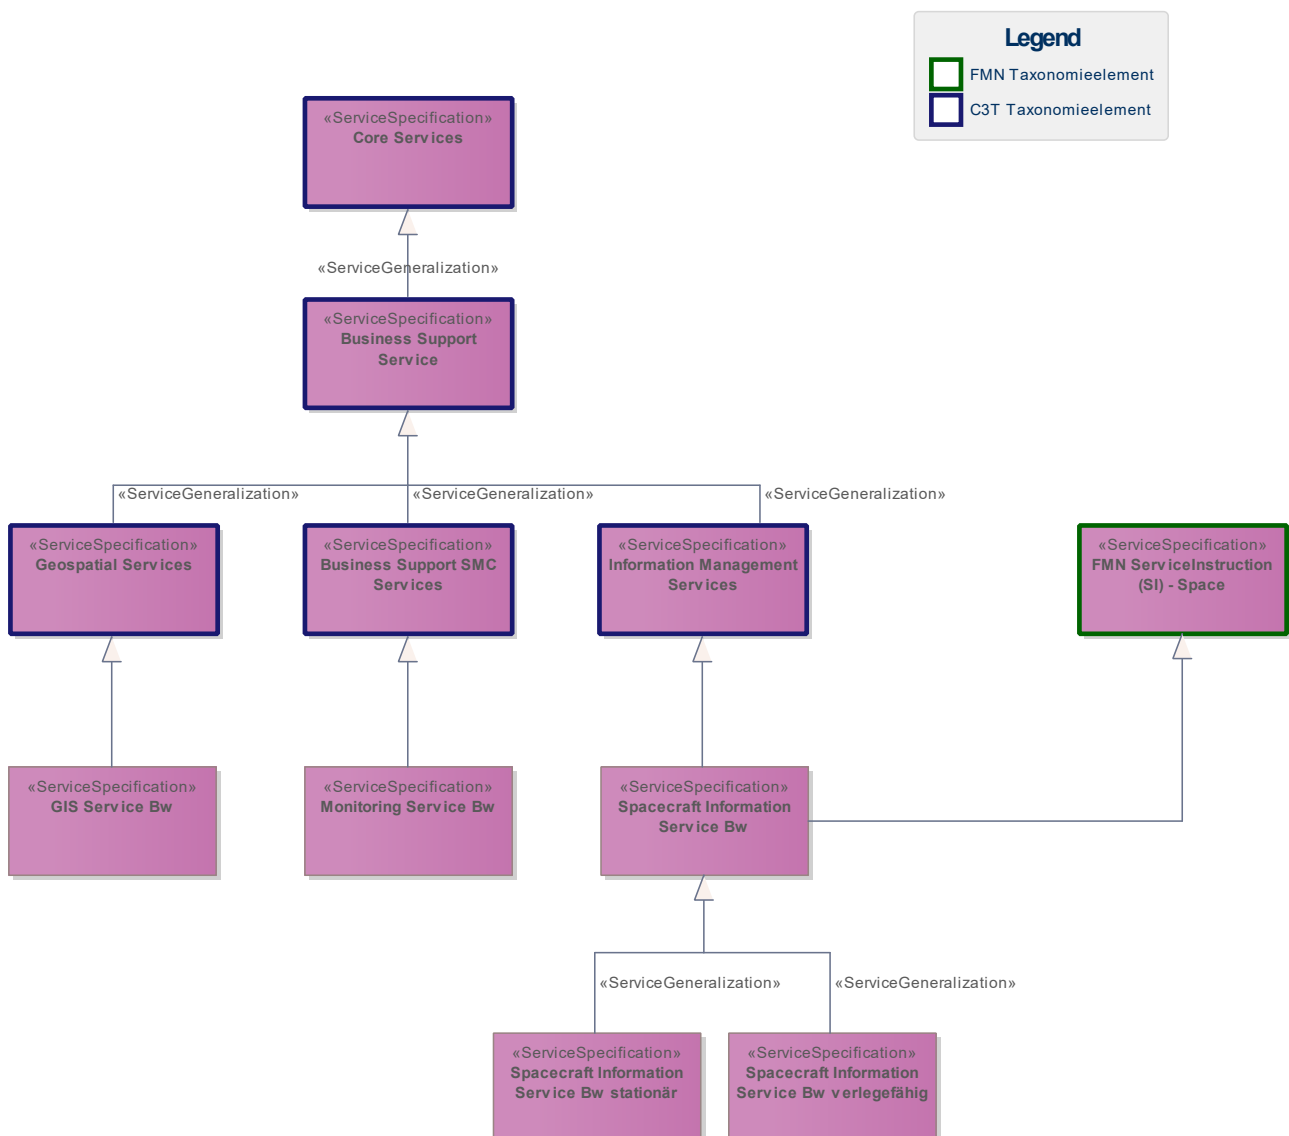 Legend
FMN Taxonomieelement
C3T Taxonomieelement
«ServiceSpecification»
Core Services
«ServiceGeneralization»
«ServiceSpecification»
Business Support
Service
«ServiceGeneralization»
«ServiceGeneralization»
«ServiceGeneralization»
«ServiceSpecification»
Geospatial Services
«ServiceSpecification»
Business Support SMC
Services
«ServiceSpecification»
Information Management
Services
«ServiceSpecification»
FMN ServiceInstruction
(SI) - Space
«ServiceSpecification»
GIS Service Bw
«ServiceSpecification»
Monitoring Service Bw
«ServiceSpecification»
Spacecraft Information
Service Bw
«ServiceGeneralization»
«ServiceGeneralization»
«ServiceSpecification»
Spacecraft Information
Service Bw stationär
«ServiceSpecification»
Spacecraft Information
Service Bw verlegefähig